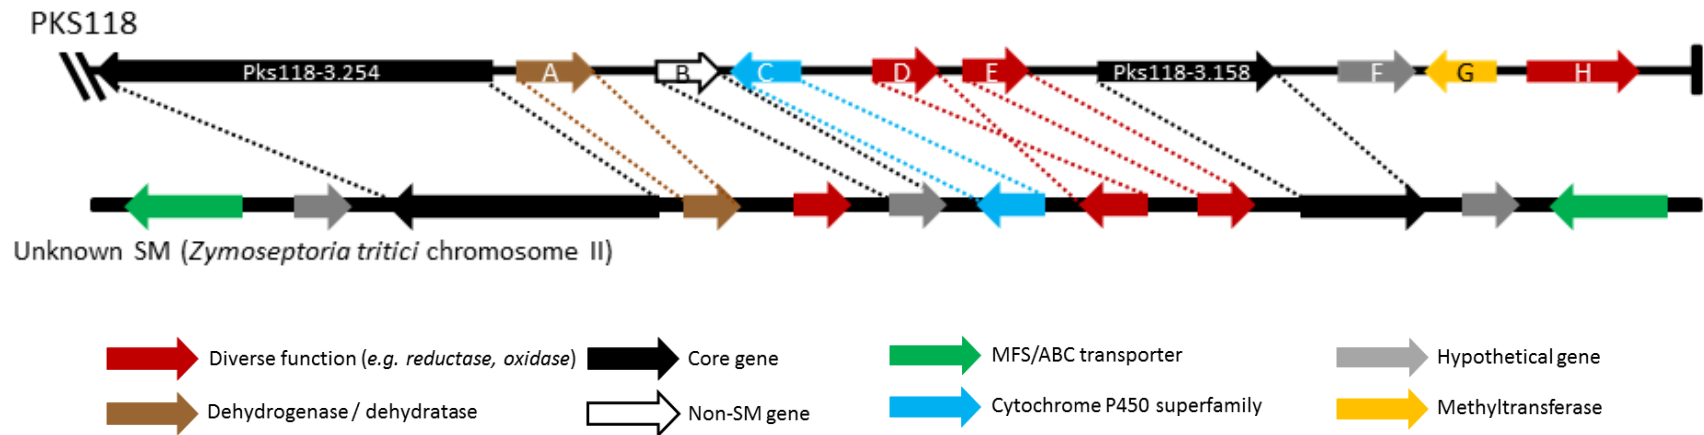 PKS118
Pks118-3.254 A B C D E Pks118-3.158 F G H
Unknown SM (Zymoseptoria tritici chromosome II)
Diverse function (e.g. reductase, oxidase) Core gene MFS/ABC transporter Hypothetical gene
Dehydrogenase / dehydratase Non-SM gene Cytochrome P450 superfamily Methyltransferase